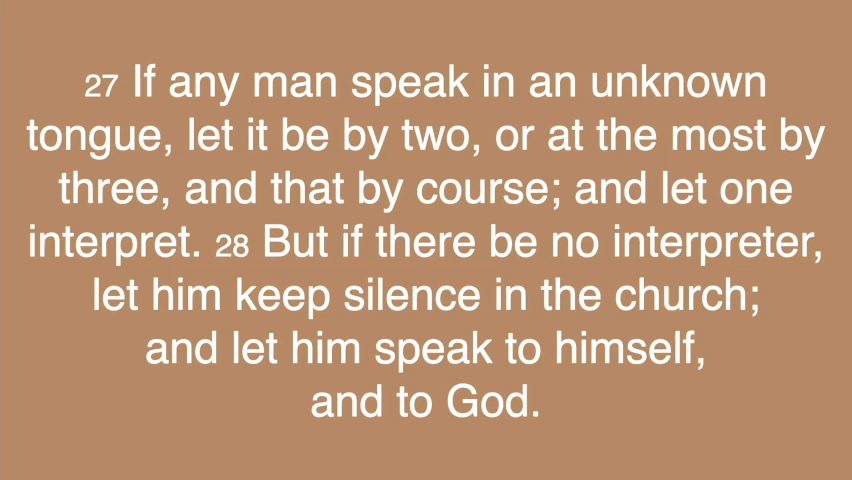 27 If any man speak in an unknown
tongue, let it be by two, or at the most by
three, and that by course; and let one
interpret. 28 But if there be no interpreter,
let him keep silence in the church;
and let him speak to himself,
and to God.